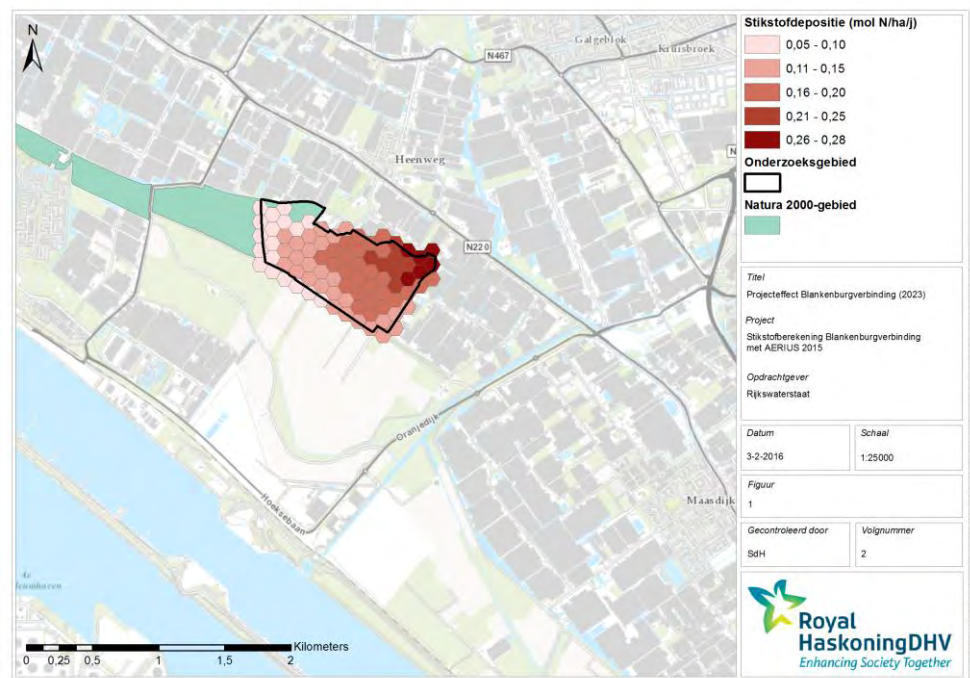 N
N467
Galgeblok
Kruisbroek
Heenweg
N220
Oranjedijk
Hoeksebaan
Maasdijk
4e
Kilometers
0 0,25 0,5 1 1,5 2
Stikstofdepositie (mol N/ha/j)
0,05 - 0,10
0,11 - 0,15
0,16 - 0,20
0,21 - 0,25
0,26 - 0,28
Onderzoeksgebied
Natura 2000-gebied
Titel
Projecteffect Blankenburgverbinding (2023)
Project
Stikstofberekening Blankenburgverbinding
met AERIUS 2015
Opdrachtgever
Rijkswaterstaat
Datum
3-2-2016
Schaal
1:25000
Figuur
1
Gecontroleerd door
SdH
Volgnummer
2
Royal
HaskoningDHV
Enhancing Society Together